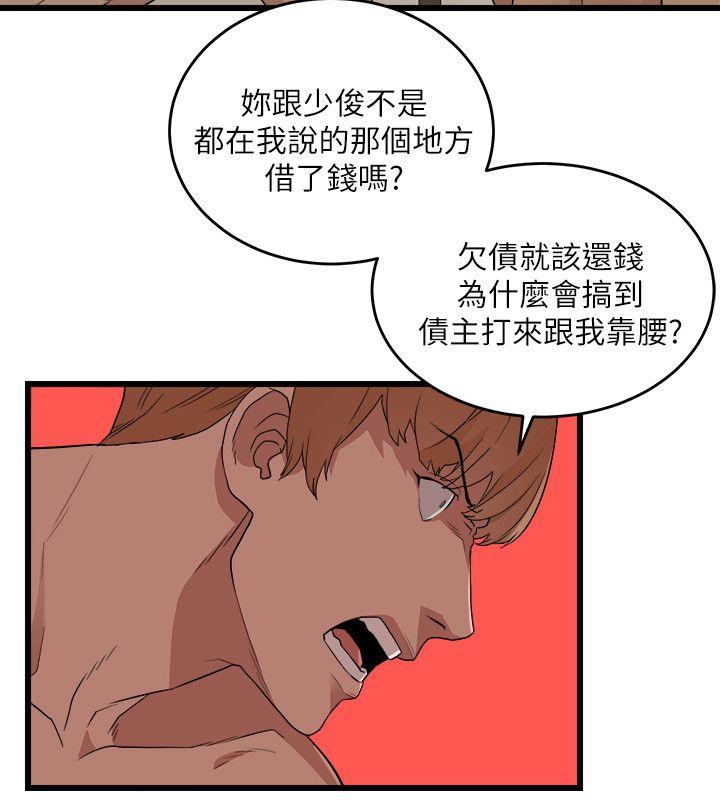 妳跟少俊不是
都在我說的那個地方
借了錢嗎?
欠債就該還錢
為什麼會搞到
債主打來跟我靠腰?